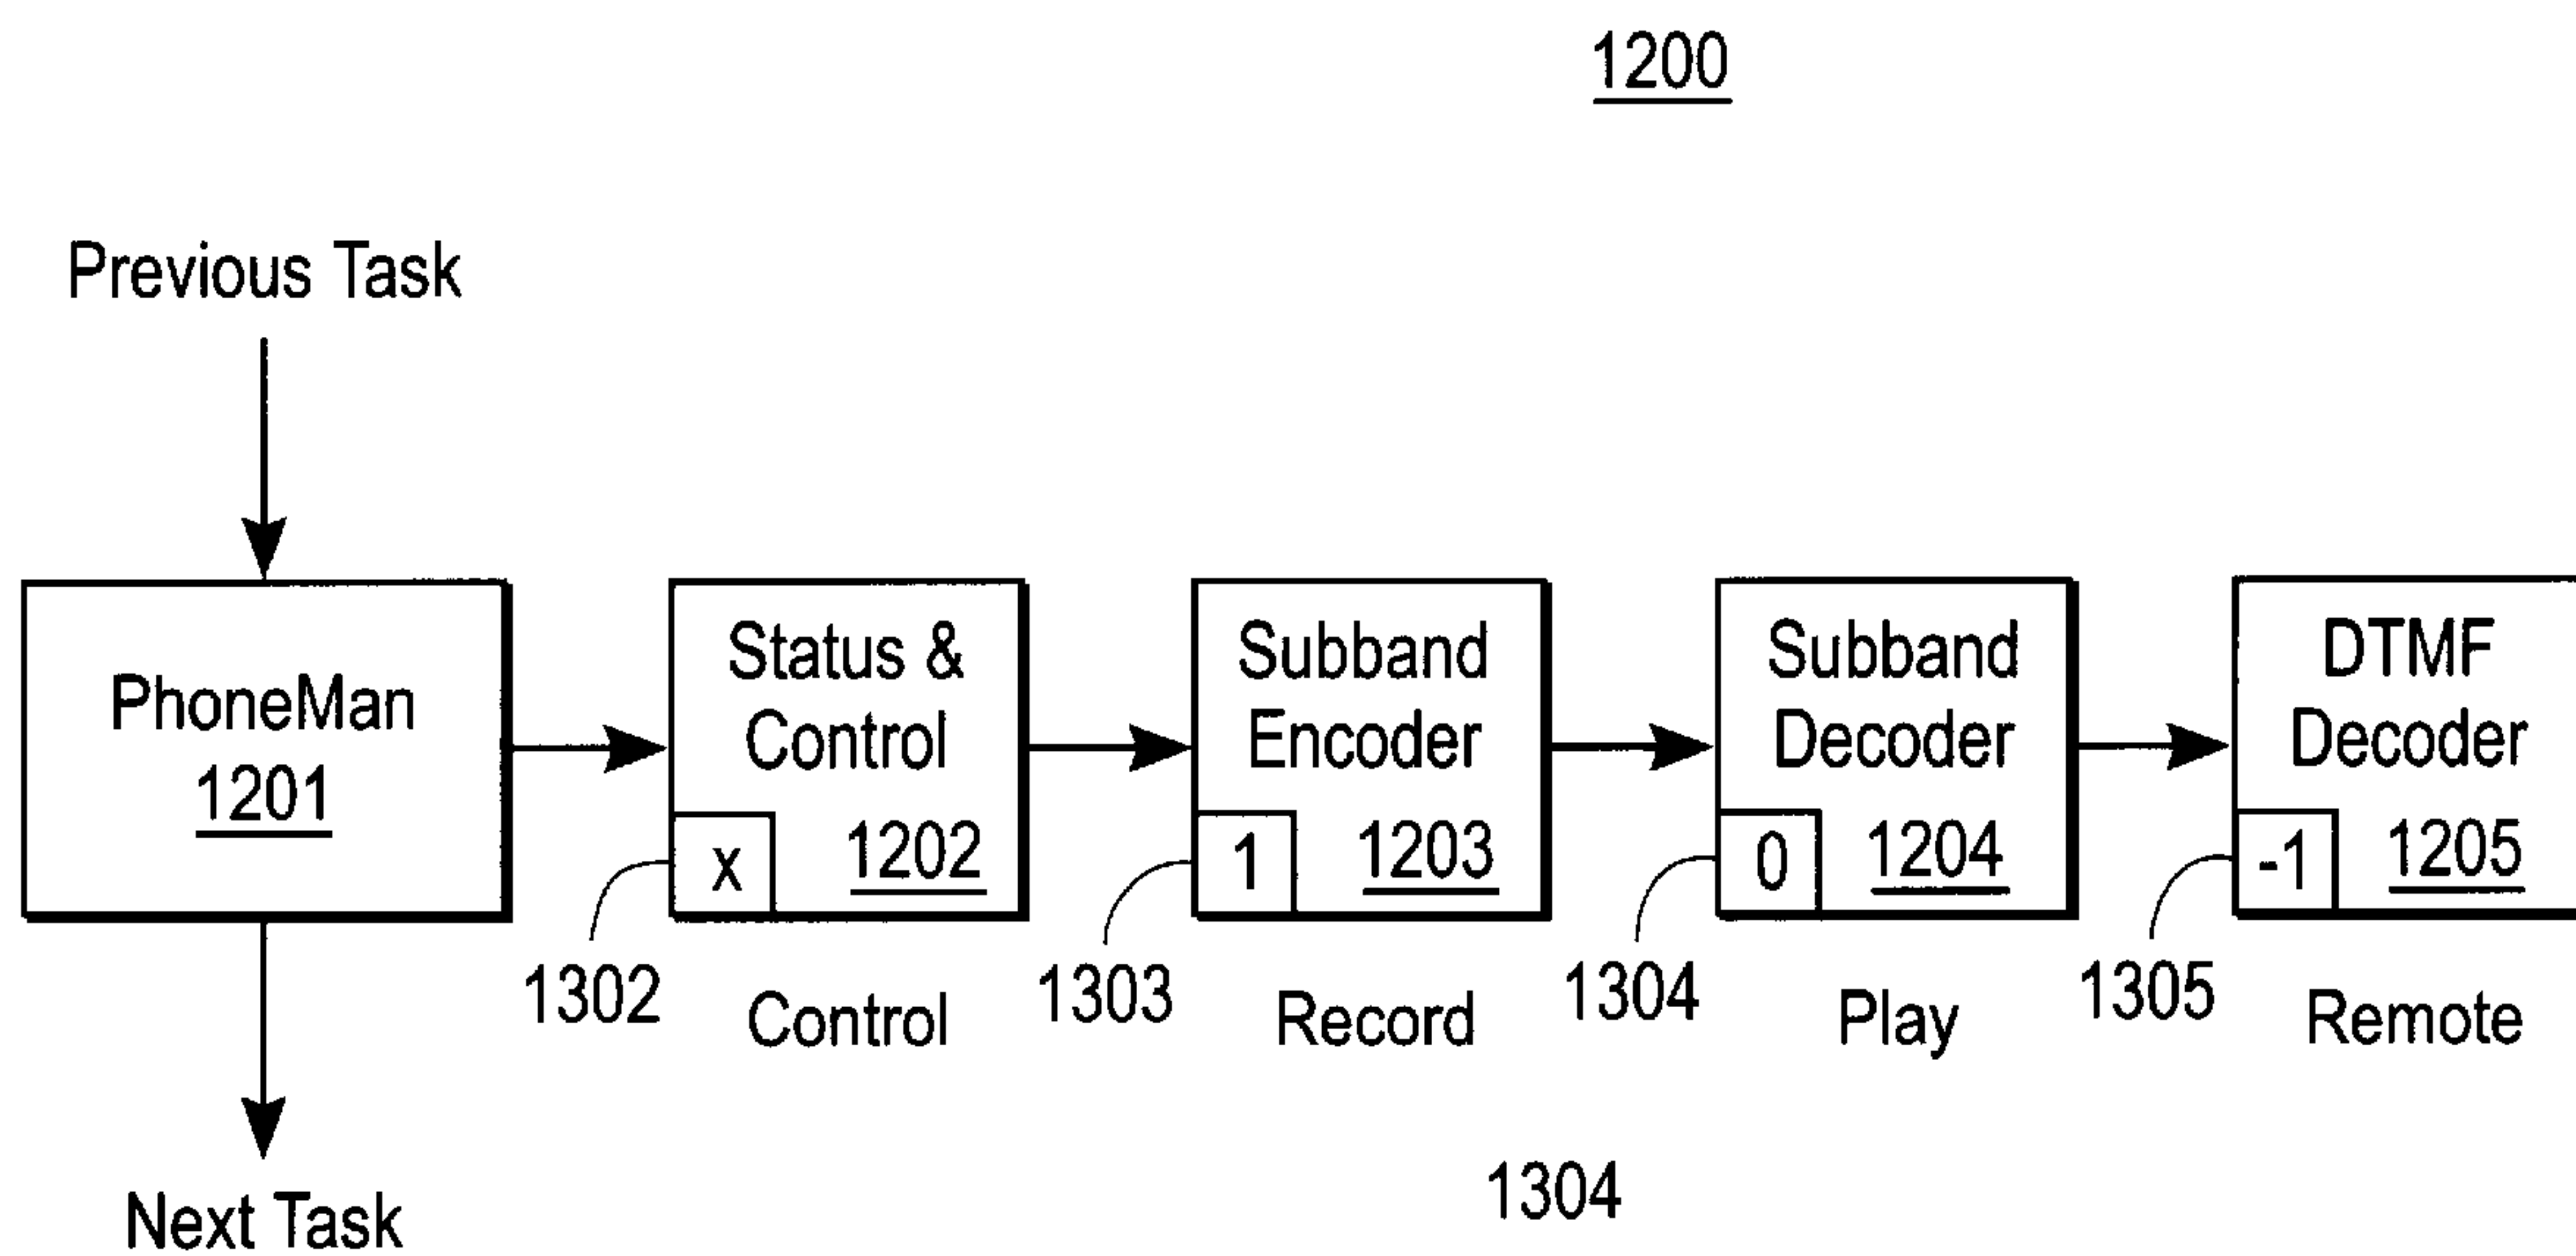 1200
Previous Task
PhoneMan
1201
Status &
Control
x
1202
Subband
Encoder
1
1203
Subband
Decoder
0
1204
DTMF
Decoder
-1
1205
1302
Control
1303
Record
1304
Play
1305
Remote
Next Task
1304